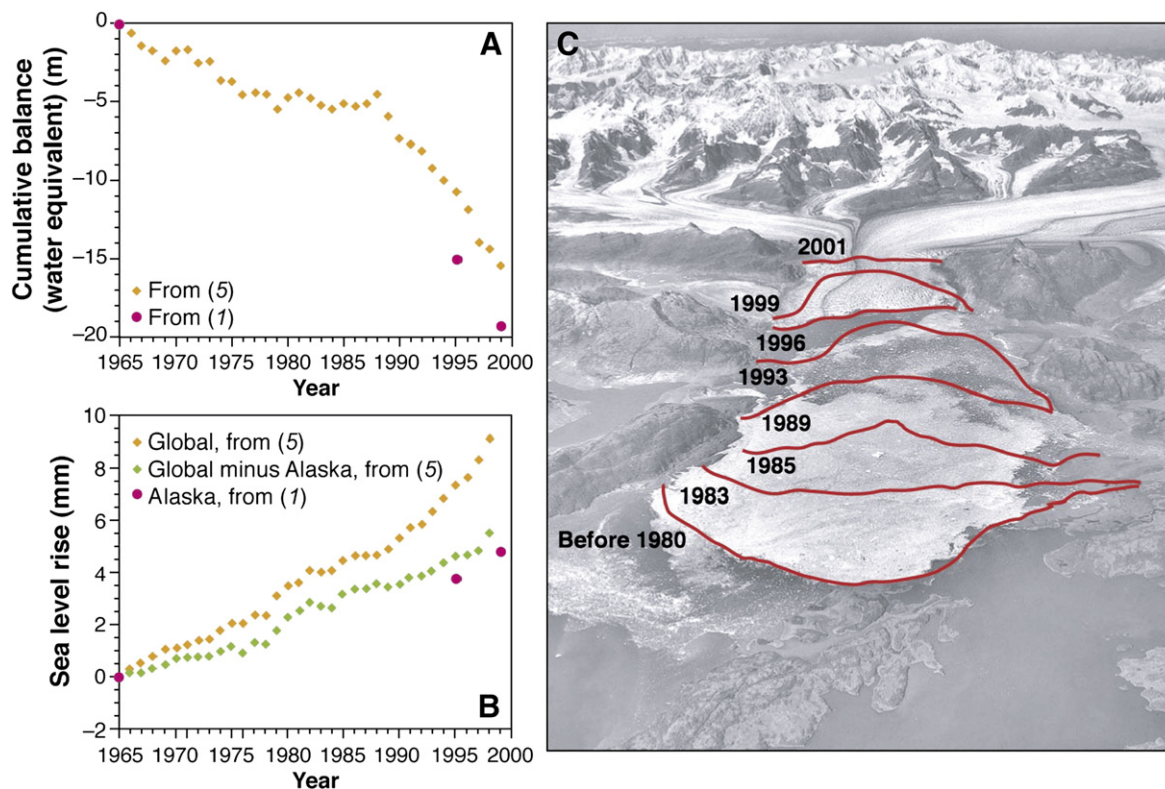 A
Cumulative balance
(water equivalent) (m)
0
−5
−10
−15
−20
From (5)
From (1)
1965 1970 1975 1980 1985 1990 1995 2000
Year
B
Sea level rise (mm)
10
8
6
4
2
0
−2
Global, from (5)
Global minus Alaska, from (5)
Alaska, from (1)
1965 1970 1975 1980 1985 1990 1995 2000
Year
C
2001
1999
1996
1993
1989
1985
1983
Before 1980